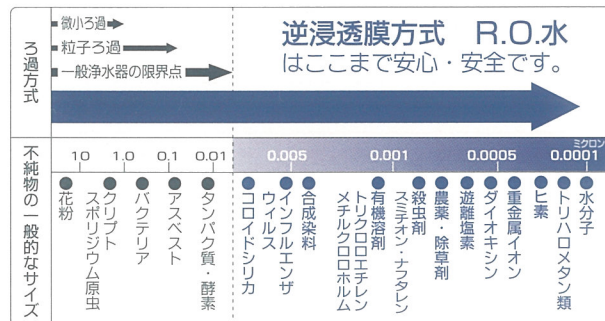 ろ過方式
微小ろ過
粒子ろ過
一般浄水器の限界点
逆浸透膜方式 R.O.水
はここまで安心・安全です。
不純物の一般的なサイズ
ミクロン
10 1.0 0.1 0.01 0.005 0.001 0.0005 0.0001
花粉
クリプト
スポリジウム原虫
バクテリア
アスベスト
タンパク質・酵素
コロイドシリカ
インフルエンザ
ウィルス
合成染料
有機溶剤
トリクロロエチレン
メチルクロロホルム
殺虫剤
スミチオン・ナフタレン
農薬・除草剤
遊離塩素
ダイオキシン
重金属イオン
ヒ素
トリハロメタン類
水分子